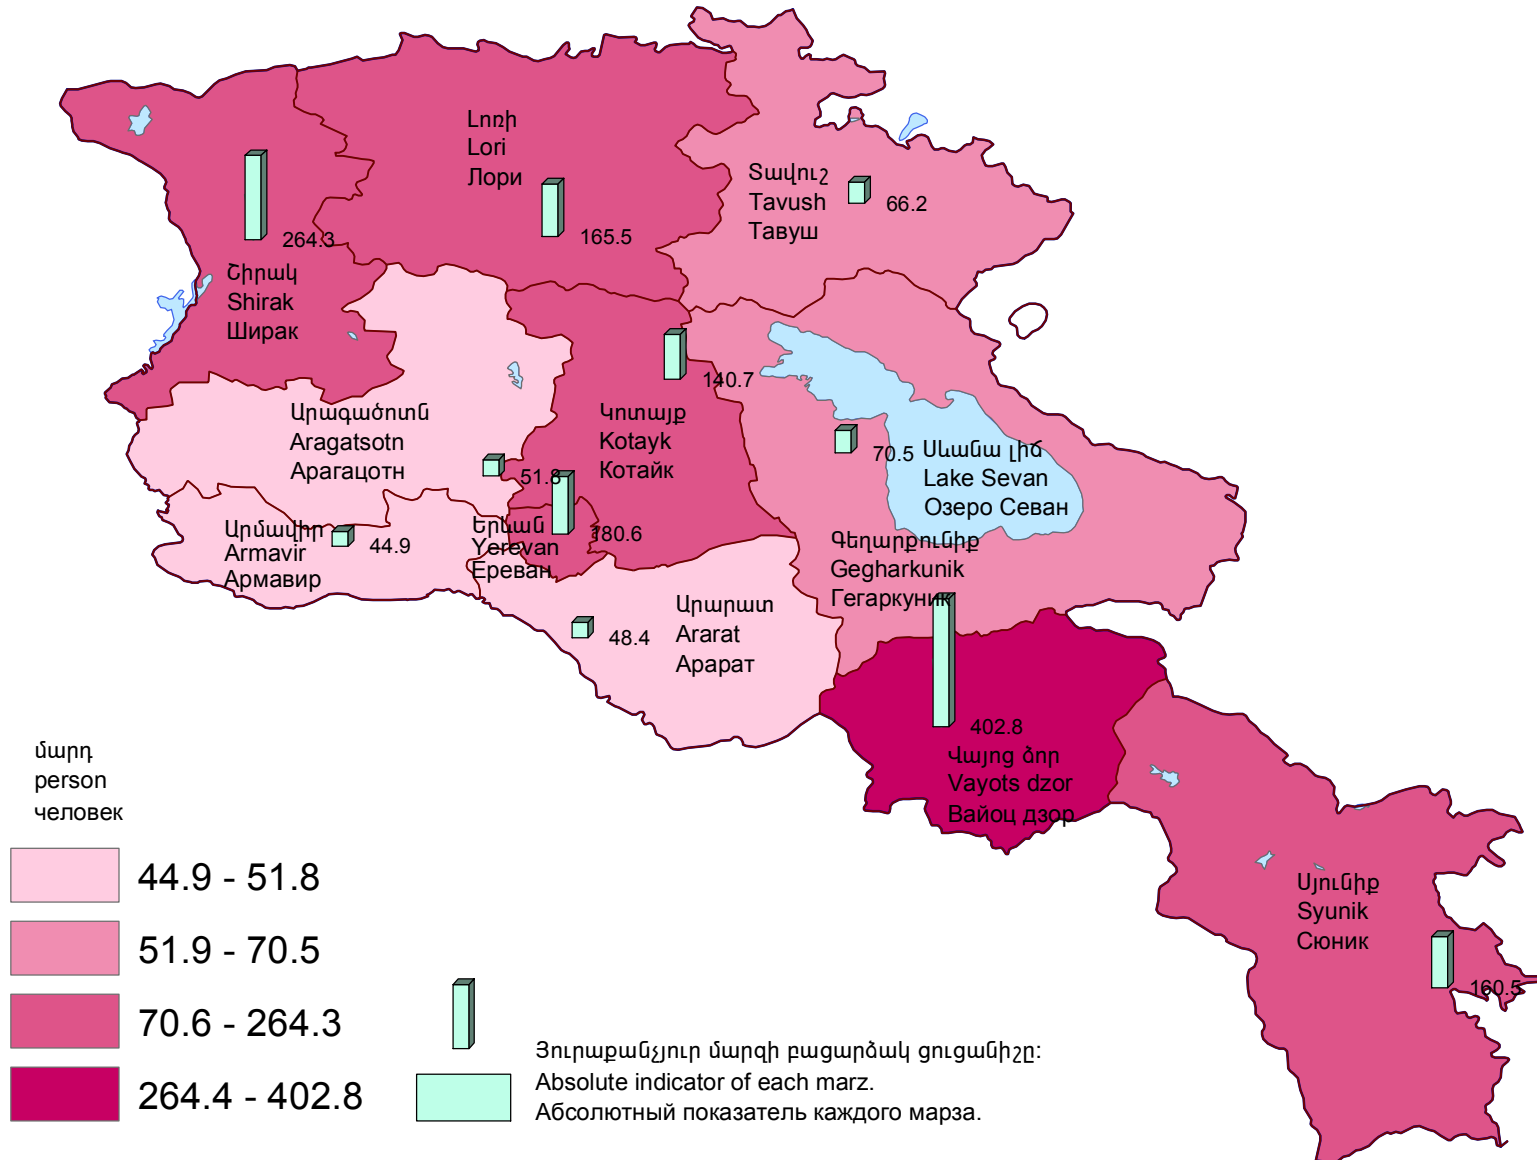 Լոռի
Lori
Лори
165.5
Տավուշ
Tavush
Тавуш
66.2
264.3
Շիրակ
Shirak
Ширак
140.7
Արագածոտն
Aragatsotn
Арагацотн
51.8
Կոտայք
Kotayk
Котайк
70.5
Սևանա լիճ
Lake Sevan
Озеро Севан
Արմավիր
Armavir
Армавир
44.9
Երևան
Yerevan
Ереван
180.6
Գեղարքունիք
Gegharkunik
Гегаркуник
48.4
Արարատ
Ararat
Арарат
402.8
Վայոց ձոր
Vayots dzor
Вайоц дзор
Սյունիք
Syunik
Сюник
160.5
մարդ
person
человек
44.9 - 51.8
51.9 - 70.5
70.6 - 264.3
264.4 - 402.8
Յուրաքանչյուր մարզի բացարձակ ցուցանիշը:
Absolute indicator of each marz.
Абсолютный показатель каждого марза.